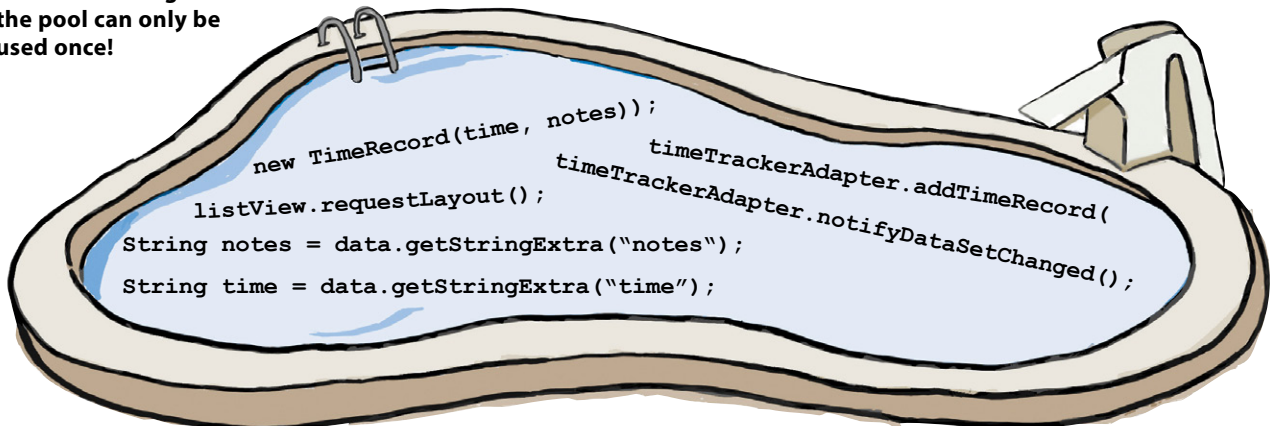 the pool can only be
used once!
new TimeRecord(time, notes));
timeTrackerAdapter.addTimeRecord(
timeTrackerAdapter.notifyDataSetChanged();
listView.requestLayout();
String notes = data.getStringExtra(“notes“);
String time = data.getStringExtra(“time”);